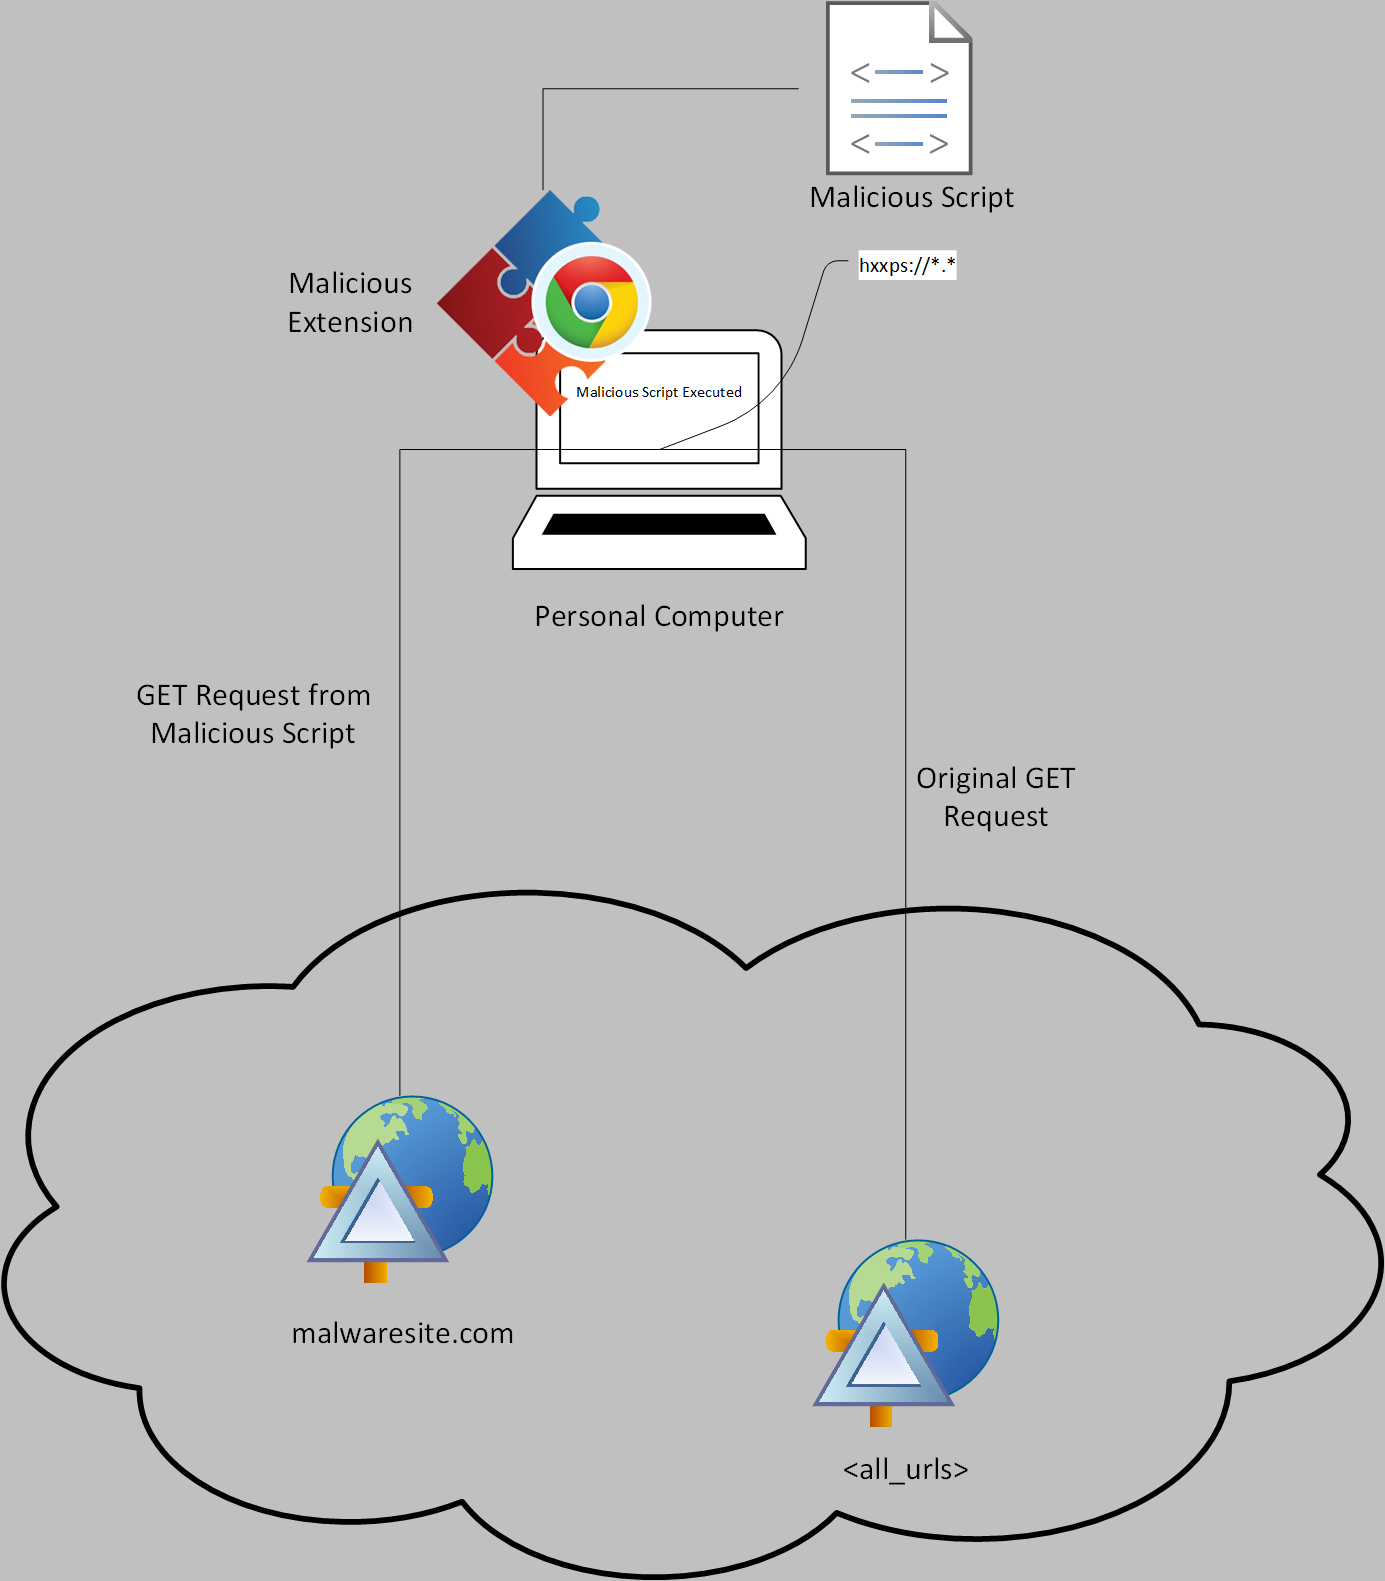 Malicious Script
hxxps://*.*
Malicious
Extension
Malicious Script Executed
Personal Computer
GET Request from
Malicious Script
Original GET
Request
malwaresite.com
<all_urls>